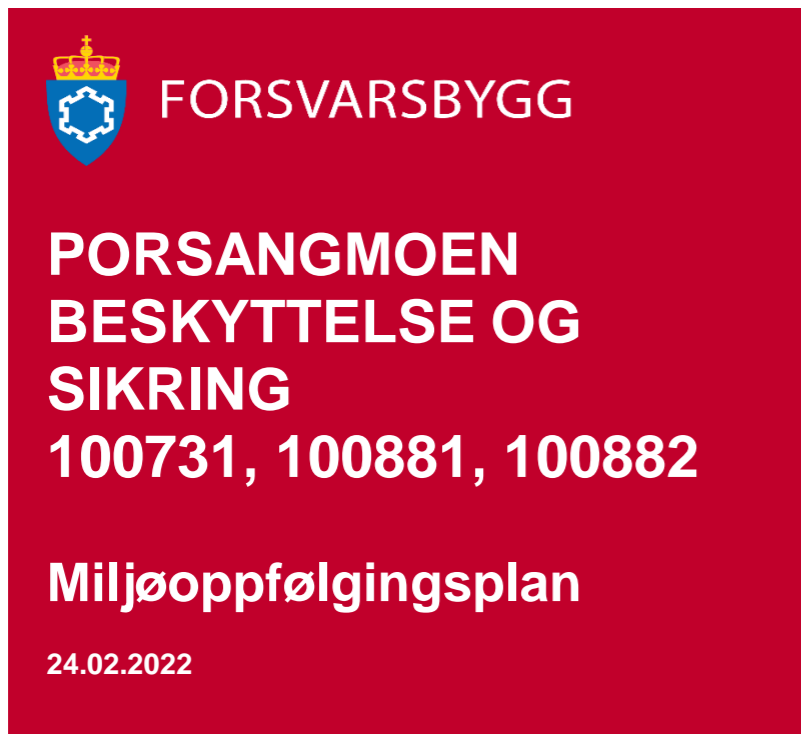 FORSVARSBYGG
PORSANGMOEN
BESKYTTELSE OG
SIKRING
100731, 100881, 100882
Miljøoppfølgingsplan
24.02.2022